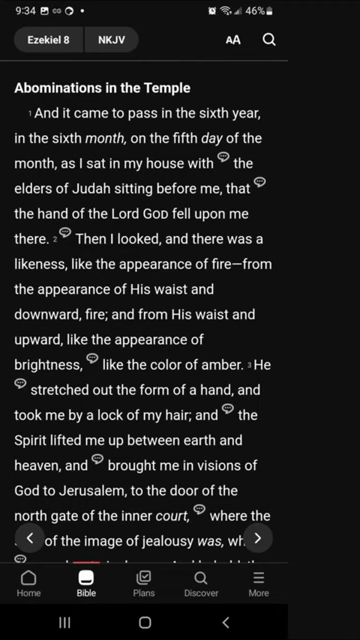 9:34
46%
Ezekiel 8 NKJV AA
Abominations in the Temple
1 And it came to pass in the sixth year,
in the sixth month, on the fifth day of the
month, as I sat in my house with the
elders of Judah sitting before me, that
the hand of the Lord GOD fell upon me
there. 2 Then I looked, and there was a
likeness, like the appearance of fire—from
the appearance of His waist and
downward, fire; and from His waist and
upward, like the appearance of
brightness, like the color of amber. 3 He
stretched out the form of a hand, and
took me by a lock of my hair; and the
Spirit lifted me up between earth and
heaven, and brought me in visions of
God to Jerusalem, to the door of the
north gate of the inner court, where the
of the image of jealousy was,
Home Bible Plans Discover More